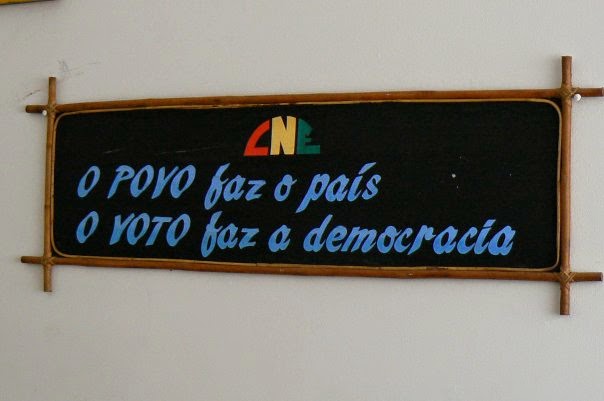 CNE
O POVO faz o país
O VOTO faz a democracia